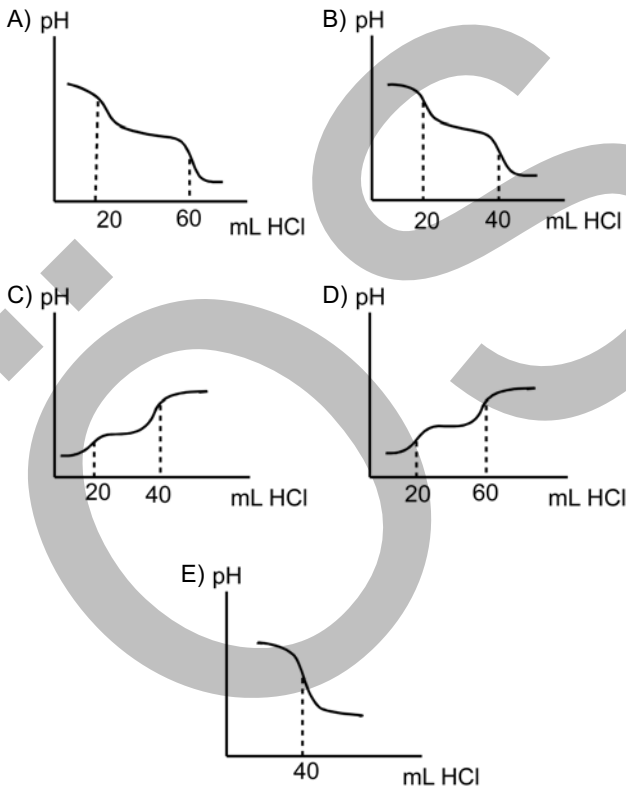 A) pH
20 60 mL HCl
B) pH
20 40 mL HCl
C) pH
20 40 mL HCl
D) pH
20 60 mL HCl
E) pH
40 mL HCl